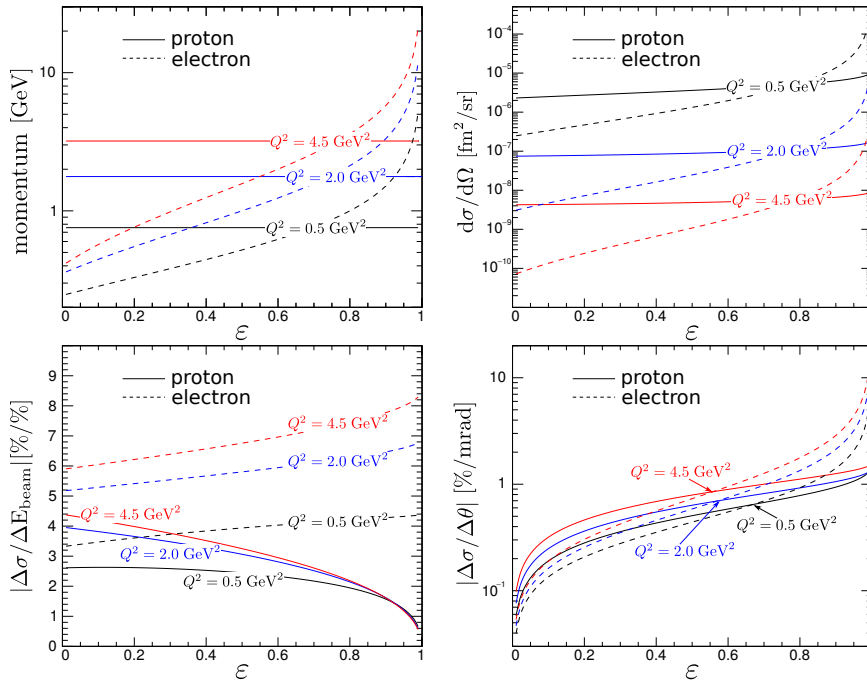 momentum [GeV]
10
1
proton
electron
Q² = 4.5 GeV²
Q² = 2.0 GeV²
Q² = 0.5 GeV²
0 0.2 0.4 0.6 0.8 1
ε
dσ/dΩ [fm²/sr]
10⁻⁴
10⁻⁵
10⁻⁶
10⁻⁷
10⁻⁸
10⁻⁹
10⁻¹⁰
proton
electron
Q² = 0.5 GeV²
Q² = 2.0 GeV²
Q² = 4.5 GeV²
0 0.2 0.4 0.6 0.8
ε
|Δσ/ΔE_beam|[%/%]
9
8
7
6
5
4
3
2
1
0
proton
electron
Q² = 4.5 GeV²
Q² = 2.0 GeV²
Q² = 4.5 GeV²
Q² = 0.5 GeV²
Q² = 2.0 GeV²
Q² = 0.5 GeV²
0 0.2 0.4 0.6 0.8 1
ε
|Δσ/Δθ| [%/mrad]
10
1
10⁻¹
proton
electron
Q² = 4.5 GeV²
Q² = 0.5 GeV²
Q² = 2.0 GeV²
0 0.2 0.4 0.6 0.8
ε